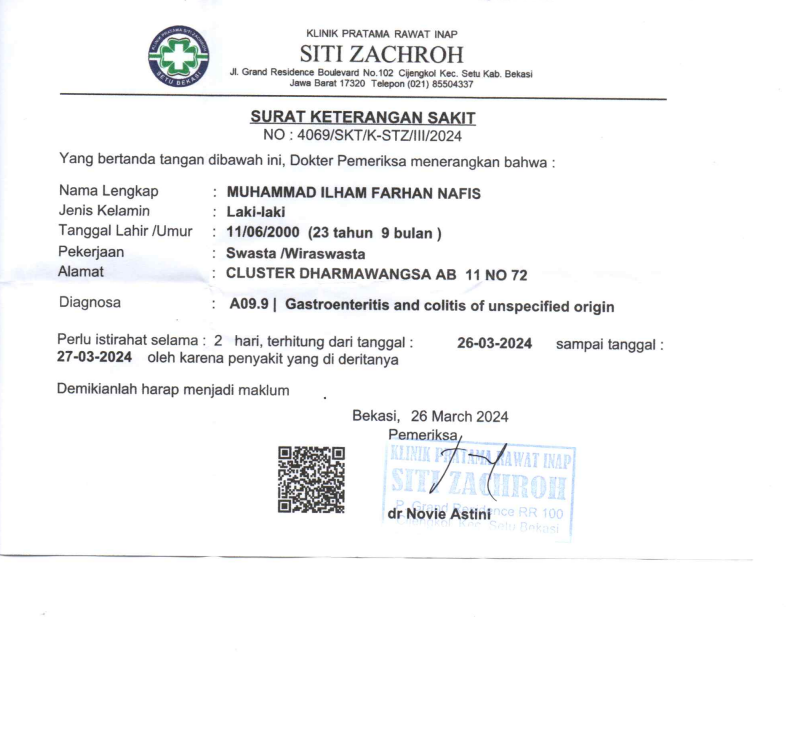 KLINIK PRATAMA RAWAT INAP
SITI ZACHROH
Jl. Grand Residence Boulevard No.102 Cijengkol Kec. Setu Kab. Bekasi
Jawa Barat 17320 Telepon (021) 85504337
KLINIK PRATAMA SITI ZACHROH
SETU BEKASI
SURAT KETERANGAN SAKIT
NO : 4069/SKT/K-STZ/III/2024
Yang bertanda tangan dibawah ini, Dokter Pemeriksa menerangkan bahwa :
Nama Lengkap : MUHAMMAD ILHAM FARHAN NAFIS
Jenis Kelamin : Laki-laki
Tanggal Lahir /Umur : 11/06/2000 (23 tahun 9 bulan )
Pekerjaan : Swasta /Wiraswasta
Alamat : CLUSTER DHARMAWANGSA AB 11 NO 72
Diagnosa : A09.9 | Gastroenteritis and colitis of unspecified origin
Perlu istirahat selama : 2 hari, terhitung dari tanggal : 26-03-2024 sampai tanggal :
27-03-2024 oleh karena penyakit yang di deritanya
Demikianlah harap menjadi maklum
Bekasi, 26 March 2024
Pemeriksa,
KLINIK PRATAMA RAWAT INAP
SITI ZACHROH
Grand Residence RR 100
dr Novie Astini
Cijengkol Kec. Setu Bekasi